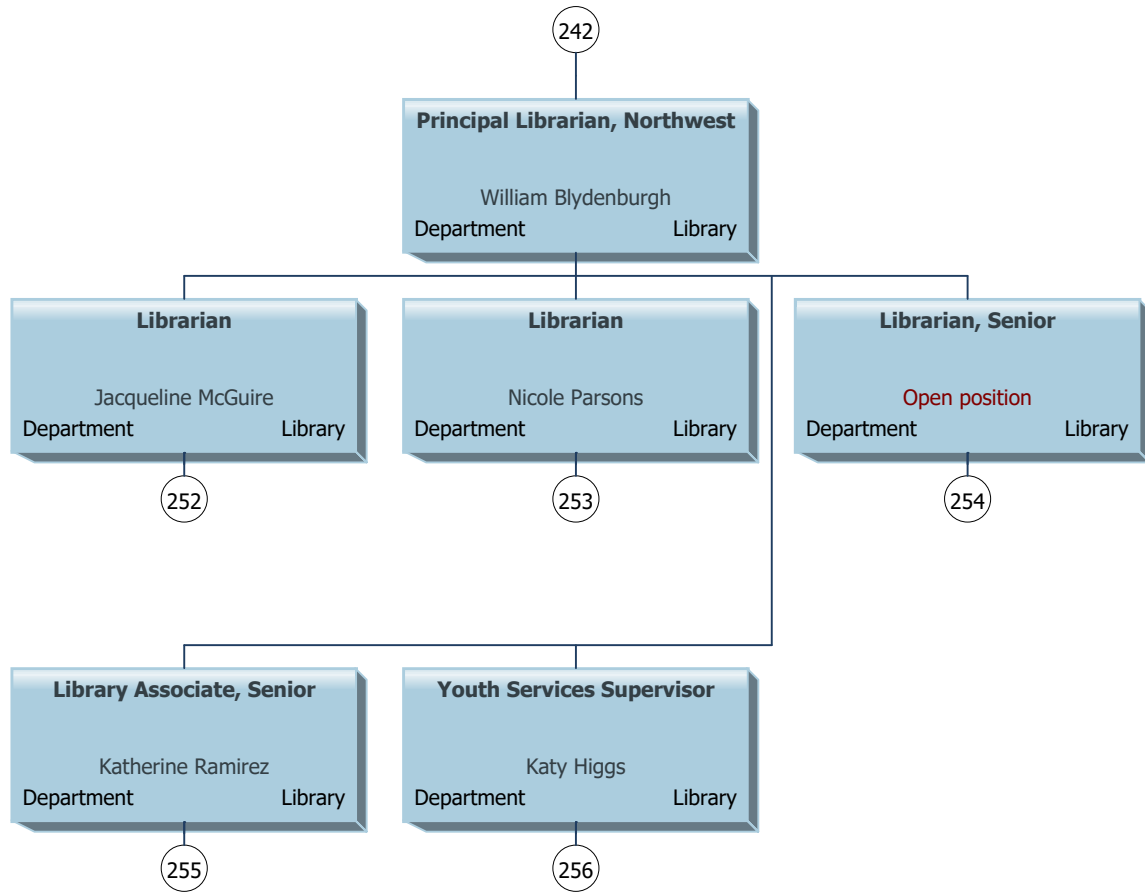 242
Principal Librarian, Northwest
William Blydenburgh
Department Library
Librarian
Jacqueline McGuire
Department Library
252
Librarian
Nicole Parsons
Department Library
253
Librarian, Senior
Open position
Department Library
254
Library Associate, Senior
Katherine Ramirez
Department Library
255
Youth Services Supervisor
Katy Higgs
Department Library
256